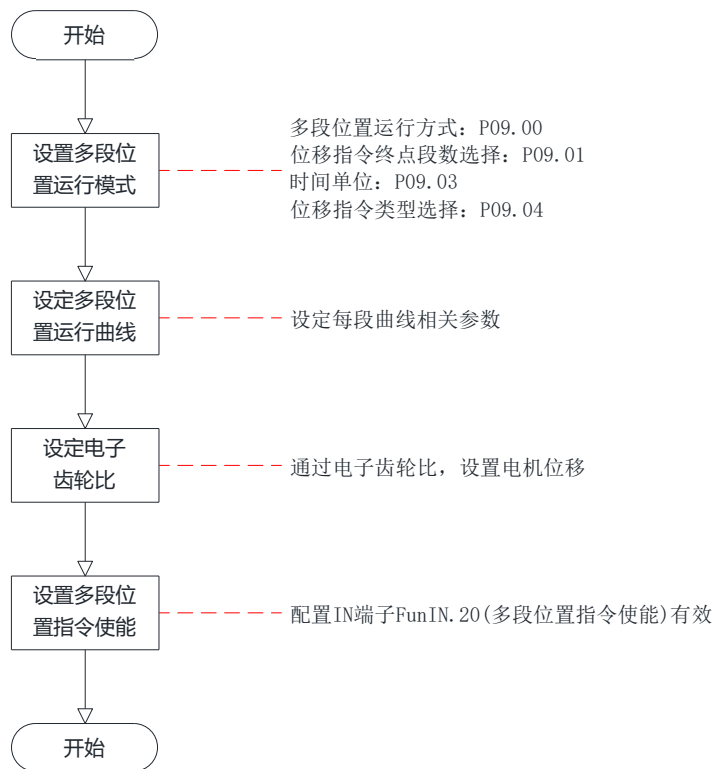 开始
设置多段位
置运行模式
多段位置运行方式：P09.00
位移指令终点段数选择：P09.01
时间单位：P09.03
位移指令类型选择：P09.04
设定多段位
置运行曲线
设定每段曲线相关参数
设定电子
齿轮比
通过电子齿轮比，设置电机位移
设置多段位
置指令使能
配置IN端子FunIN.20(多段位置指令使能)有效
开始